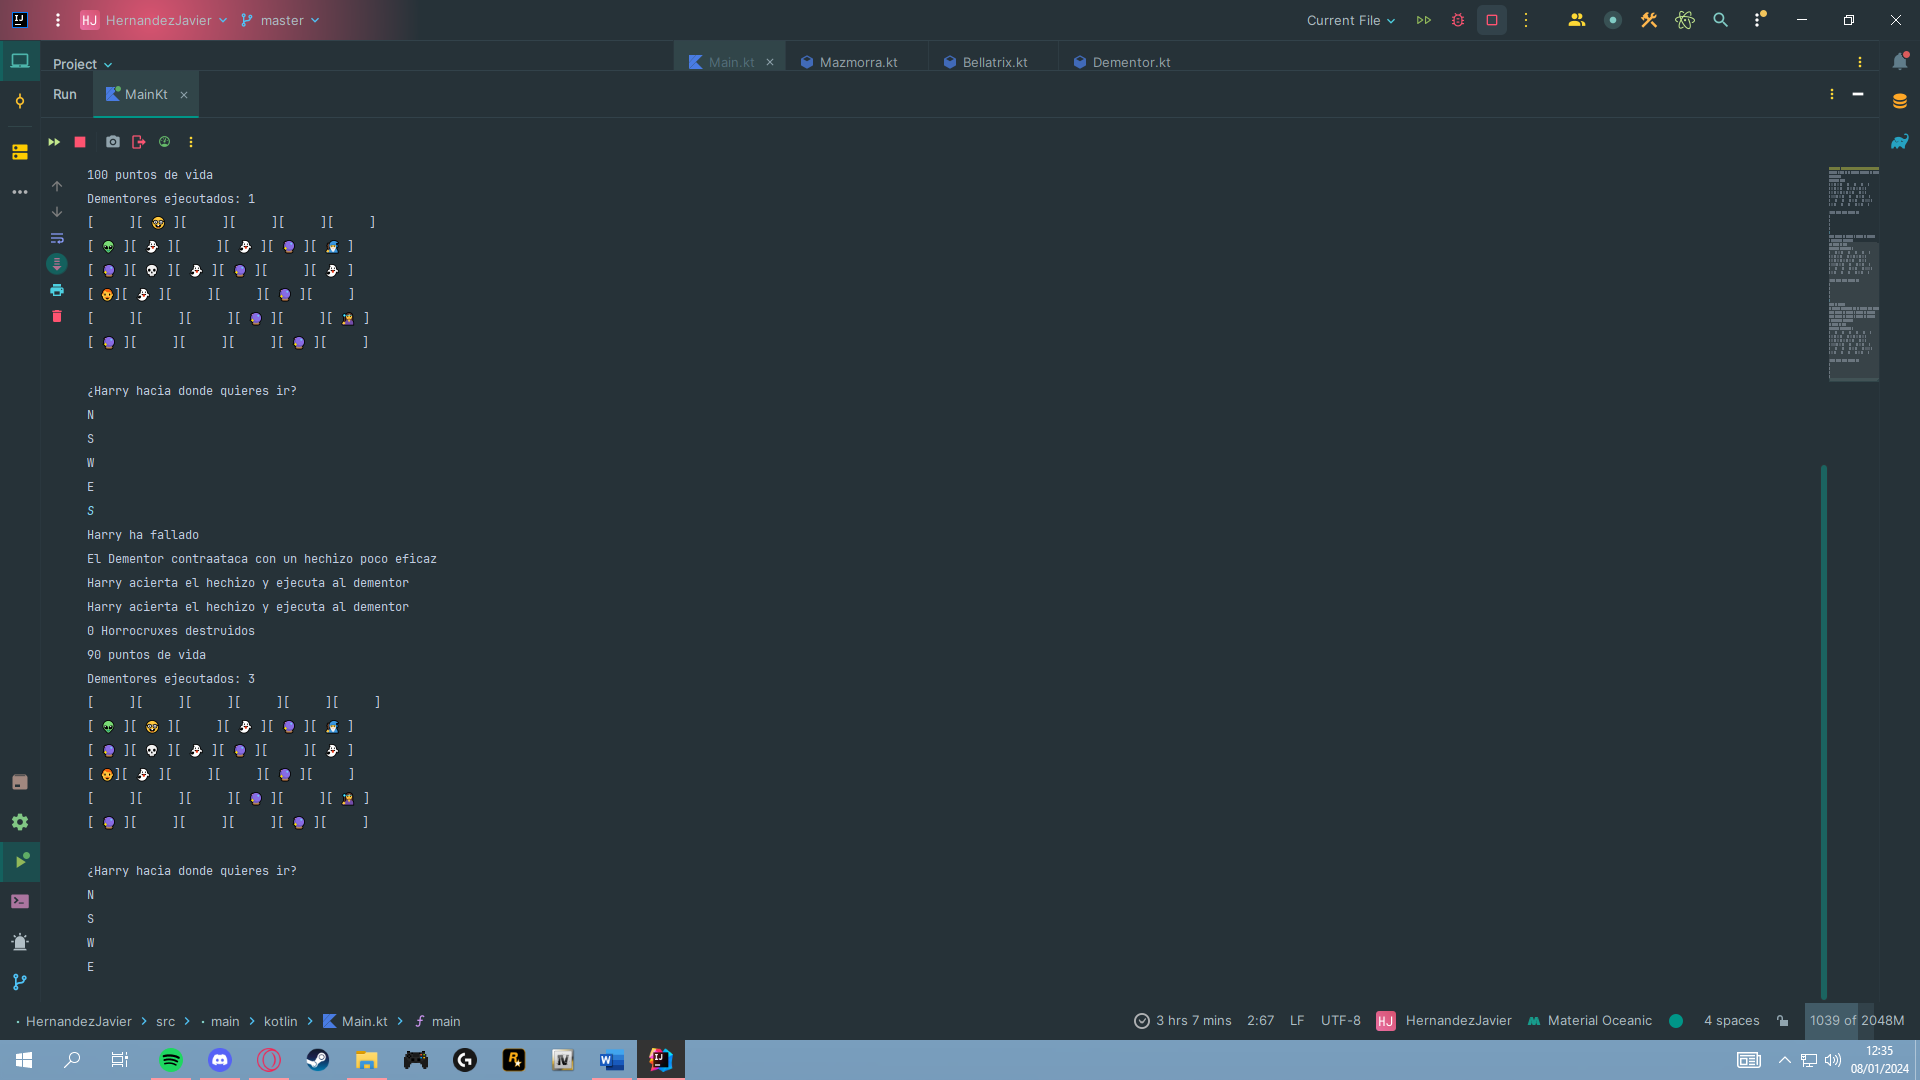 HJ HernandezJavier master Current File
Project Main.kt Mazmorra.kt Bellatrix.kt Dementor.kt
Run MainKt
100 puntos de vida
Dementores ejecutados: 1
[ ][ 🤓 ][ ][ ][ ][ ]
[ 👽 ][ 👻 ][ ][ 👻 ][ 🔮 ][ 🧙 ]
[ 🔮 ][ 💀 ][ 👻 ][ 🔮 ][ ][ 👻 ]
[ 👨‍🦰][ 👻 ][ ][ ][ 🔮 ][ ]
[ ][ ][ ][ 🔮 ][ ][ 🦹 ]
[ 🔮 ][ ][ ][ ][ 🔮 ][ ]
¿Harry hacia donde quieres ir?
N
S
W
E
S
Harry ha fallado
El Dementor contraataca con un hechizo poco eficaz
Harry acierta el hechizo y ejecuta al dementor
Harry acierta el hechizo y ejecuta al dementor
0 Horrocruxes destruidos
90 puntos de vida
Dementores ejecutados: 3
[ ][ ][ ][ ][ ][ ]
[ 👽 ][ 🤓 ][ ][ 👻 ][ 🔮 ][ 🧙 ]
[ 🔮 ][ 💀 ][ 👻 ][ 🔮 ][ ][ 👻 ]
[ 👨‍🦰][ 👻 ][ ][ ][ 🔮 ][ ]
[ ][ ][ ][ 🔮 ][ ][ 🦹 ]
[ 🔮 ][ ][ ][ ][ 🔮 ][ ]
¿Harry hacia donde quieres ir?
N
S
W
E
HernandezJavier > src > main > kotlin > Main.kt > main 3 hrs 7 mins 2:67 LF UTF-8 HJ HernandezJavier Material Oceanic 4 spaces 1039 of 2048M
12:35
08/01/2024